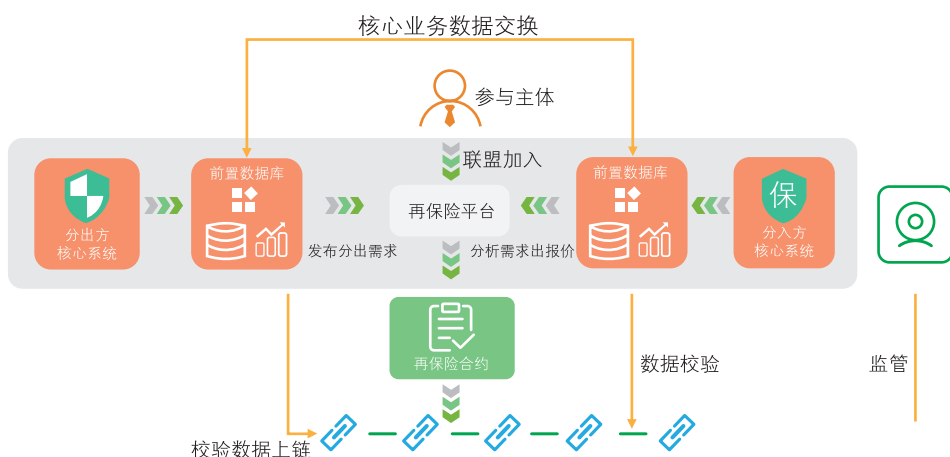 核心业务数据交换
参与主体
联盟加入
前置数据库
前置数据库
保
再保险平台
分出方
核心系统
发布分出需求
分析需求出报价
分入方
核心系统
再保险合约
数据校验
监管
校验数据上链